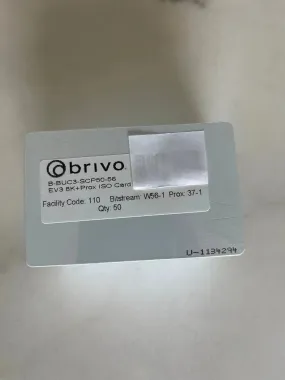 brivo
B-BUC3-SCP60-56
EV3 8K+Prox ISO Card
Facility Code: 110 Bitstream: W56-1 Prox: 37-1
Qty: 50
U-1134294